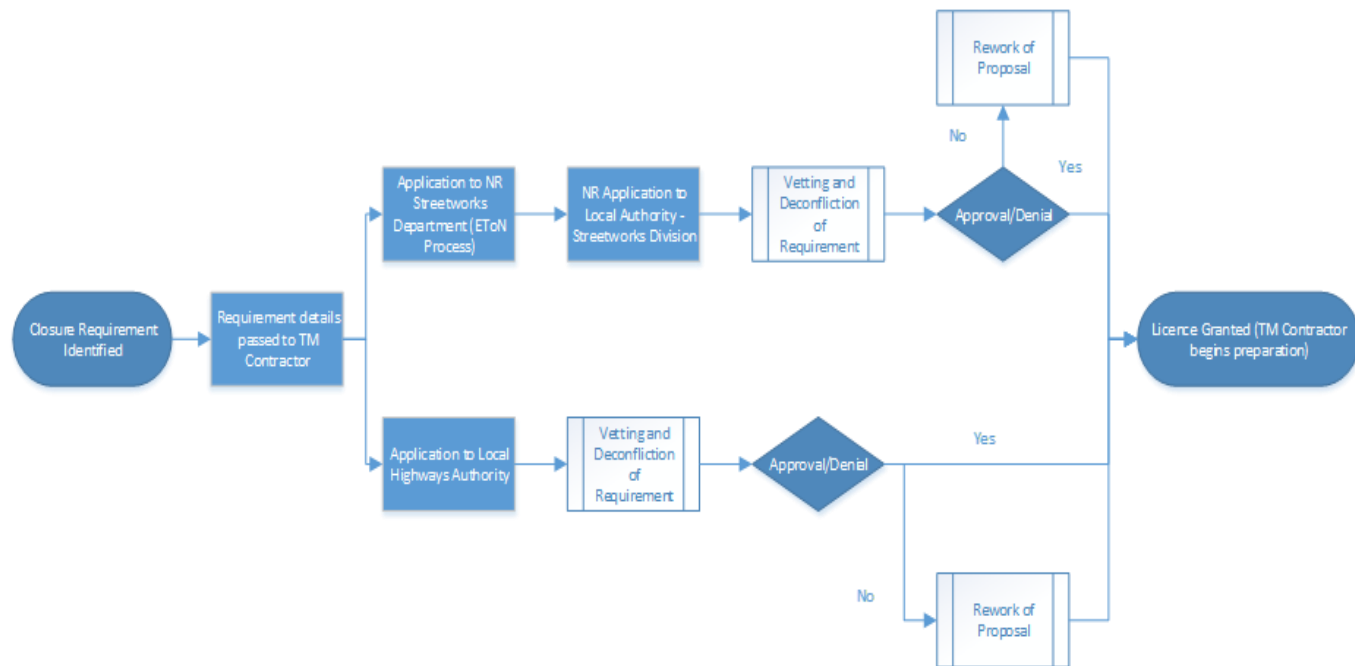 Rework of
Proposal
No
Yes
Application to NR
Streetworks
Department (EToN
Process)
NR Application to
Local Authority -
Streetworks Division
Vetting and
Deconfliction
of
Requirement
Approval/Denial
Closure Requirement
Identified
Requirement details
passed to TM
Contractor
Licence Granted (TM Contractor
begins preparation)
Application to Local
Highways Authority
Vetting and
Deconfliction
of
Requirement
Approval/Denial
Yes
No
Rework of
Proposal